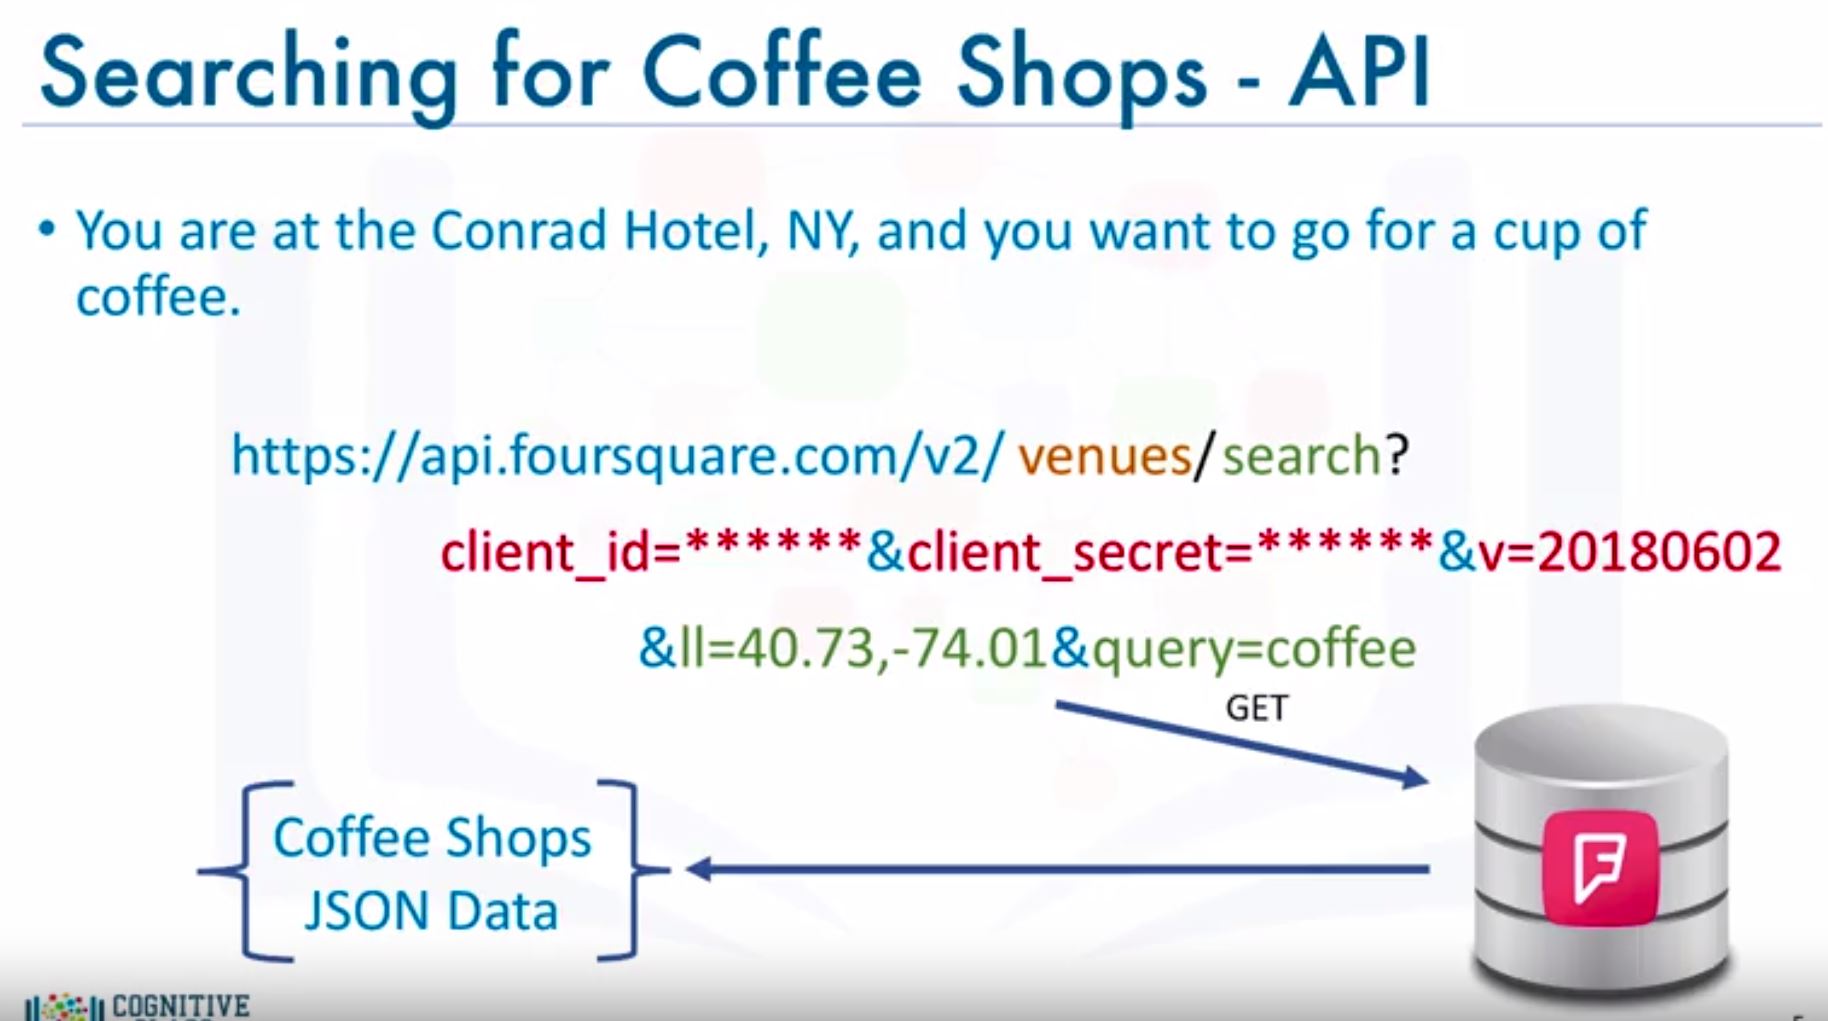 Searching for Coffee Shops - API
• You are at the Conrad Hotel, NY, and you want to go for a cup of
coffee.
https://api.foursquare.com/v2/ venues/search?
client_id=******&client_secret=******&v=20180602
&ll=40.73,-74.01&query=coffee
GET
Coffee Shops
JSON Data
COGNITIVE